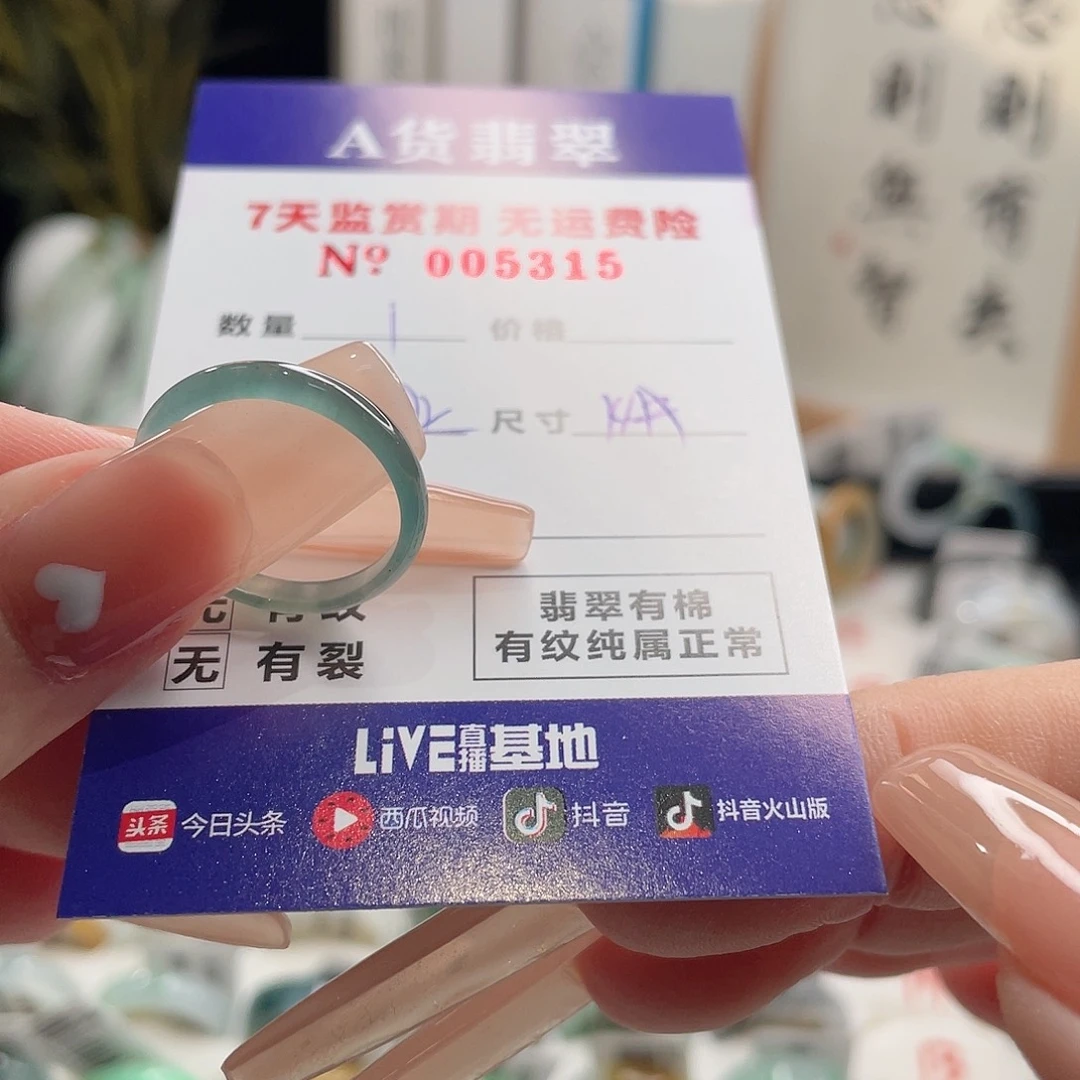 A货翡翠
7天监赏期 无运费险
Nº 005315
数量 1 价格
尺寸
翡翠有棉
有纹纯属正常
无 有纹
无 有裂
LiVE直播基地
今日头条 西瓜视频 抖音 抖音火山版
头条